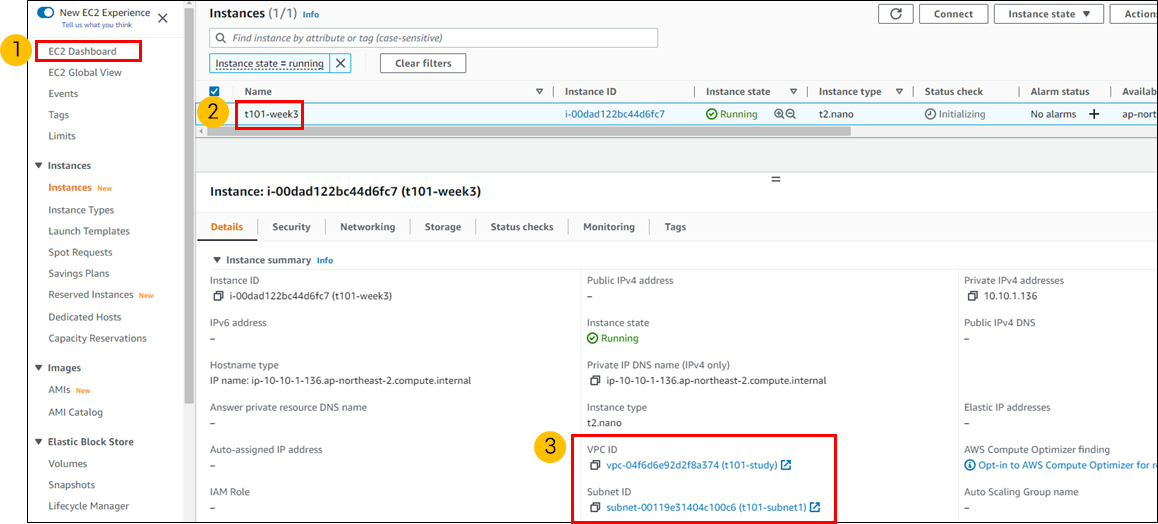 New EC2 Experience
Tell us what you think
1
EC2 Dashboard
EC2 Global View
Events
Tags
Limits
Instances
Instances New
Instance Types
Launch Templates
Spot Requests
Savings Plans
Reserved Instances New
Dedicated Hosts
Capacity Reservations
Images
AMIs New
AMI Catalog
Elastic Block Store
Volumes
Snapshots
Lifecycle Manager
Instances (1/1) Info
Connect
Instance state
Actions
Find instance by attribute or tag (case-sensitive)
Instance state = running
Clear filters
Name Instance ID Instance state Instance type Status check Alarm status Availab
2
t101-week3 i-00dad122bc44d6fc7 Running t2.nano Initializing No alarms + ap-north
Instance: i-00dad122bc44d6fc7 (t101-week3)
Details Security Networking Storage Status checks Monitoring Tags
Instance summary Info
Instance ID
i-00dad122bc44d6fc7 (t101-week3)
Public IPv4 address
–
Private IPv4 addresses
10.10.1.136
IPv6 address
–
Instance state
Running
Public IPv4 DNS
–
Hostname type
IP name: ip-10-10-1-136.ap-northeast-2.compute.internal
Private IP DNS name (IPv4 only)
ip-10-10-1-136.ap-northeast-2.compute.internal
Answer private resource DNS name
–
Instance type
t2.nano
Elastic IP addresses
–
Auto-assigned IP address
–
3
VPC ID
vpc-04f6d6e92d2f8a374 (t101-study)
AWS Compute Optimizer finding
Opt-in to AWS Compute Optimizer for re
IAM Role
–
Subnet ID
subnet-00119e31404c100c6 (t101-subnet1)
Auto Scaling Group name
–